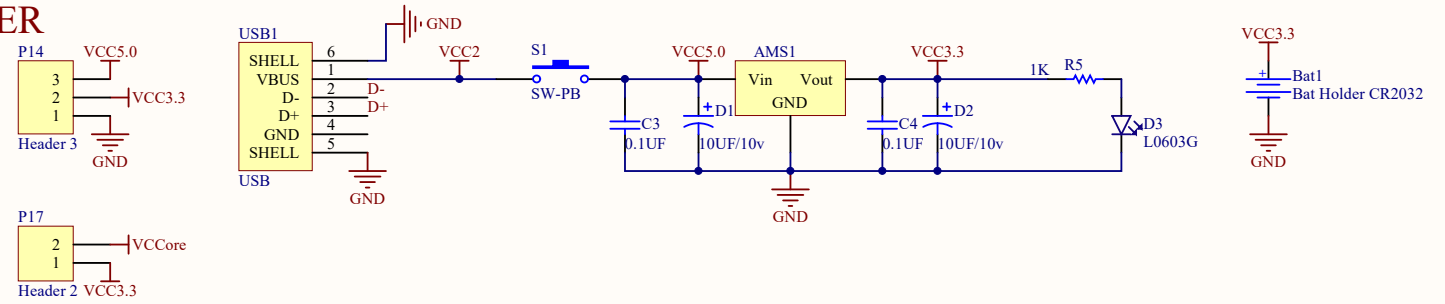 ER
P14
VCC5.0
3
2
1
VCC3.3
Header 3
GND
P17
2
1
VCCore
Header 2
VCC3.3
USB1
SHELL
VBUS
D-
D+
GND
SHELL
6
1
2
3
4
5
D-
D+
USB
GND
GND
VCC2
S1
SW-PB
C3
0.1UF
VCC5.0
+
D1
10UF/10v
AMS1
Vin
Vout
GND
GND
C4
0.1UF
VCC3.3
+
D2
10UF/10v
1K
R5
D3
L0603G
VCC3.3
+
Bat1
Bat Holder CR2032
GND